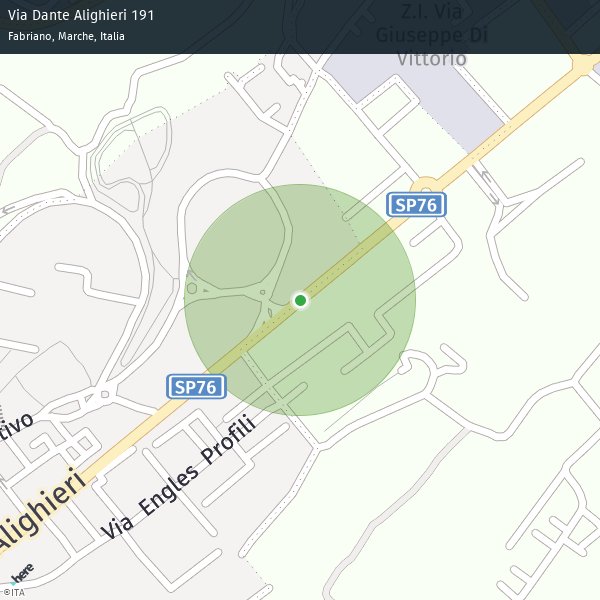 Via Dante Alighieri 191
Fabriano, Marche, Italia
Z.I. Via
Giuseppe Di
Vittorio
SP76
SP76
tivo
Via Engles Profili
Alighieri
here
©ITA